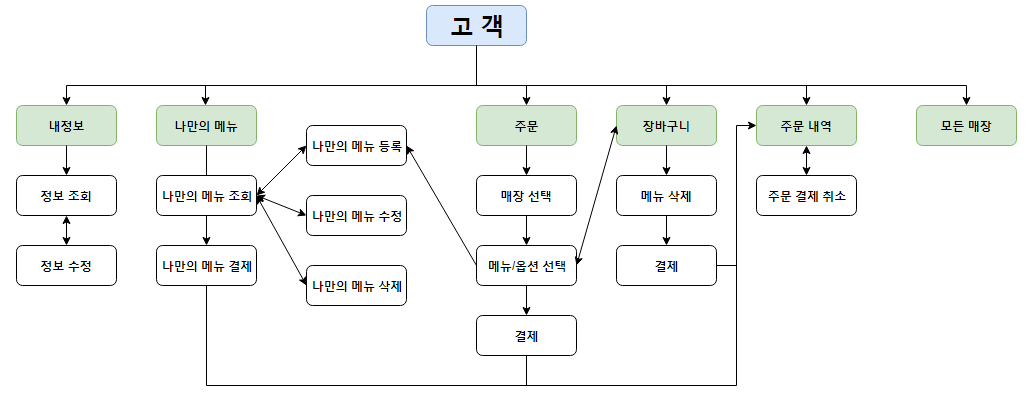 고 객
내정보
나만의 메뉴
주문
장바구니
주문 내역
모든 매장
나만의 메뉴 등록
정보 조회
나만의 메뉴 조회
매장 선택
메뉴 삭제
주문 결제 취소
나만의 메뉴 수정
정보 수정
나만의 메뉴 결제
메뉴/옵션 선택
결제
나만의 메뉴 삭제
결제